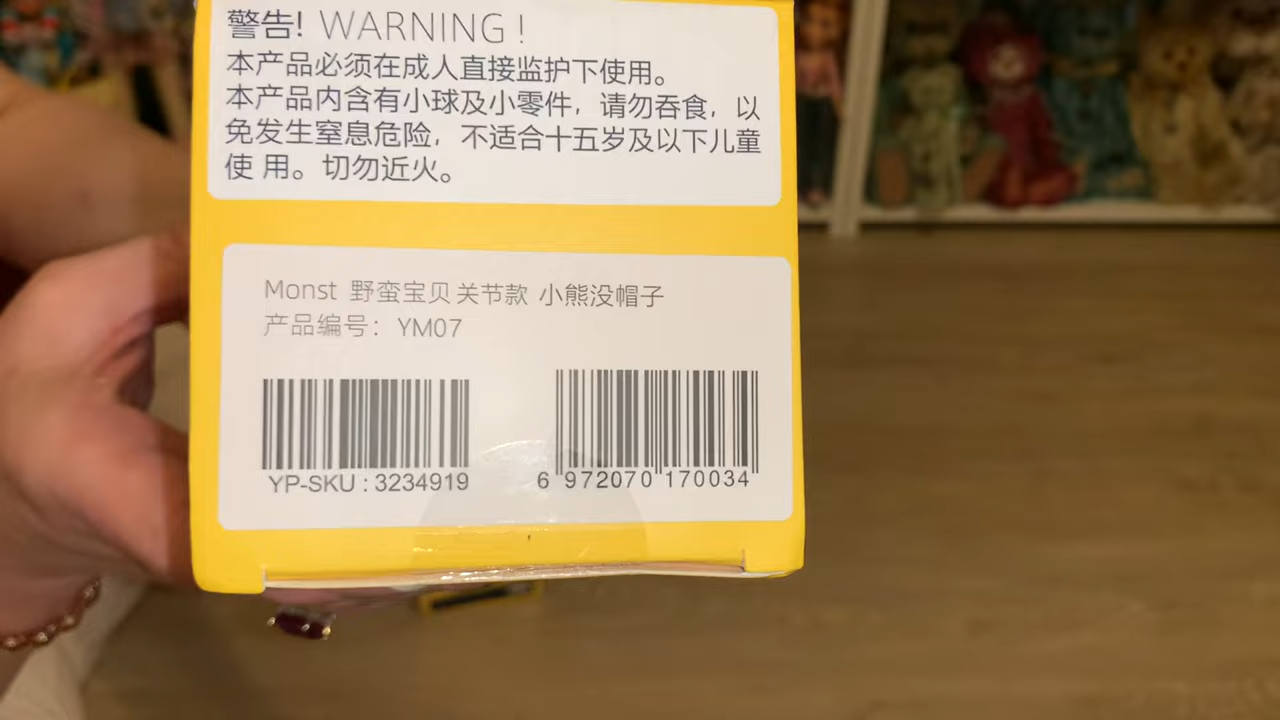 警告! WARNING !
本产品必须在成人直接监护下使用。
本产品内含有小球及小零件，请勿吞食，以
免发生窒息危险，不适合十五岁及以下儿童
使 用。切勿近火。
Monst 野蛮宝贝关节款 小熊没帽子
产品编号：YM07
YP-SKU : 3234919
6 972070 170034